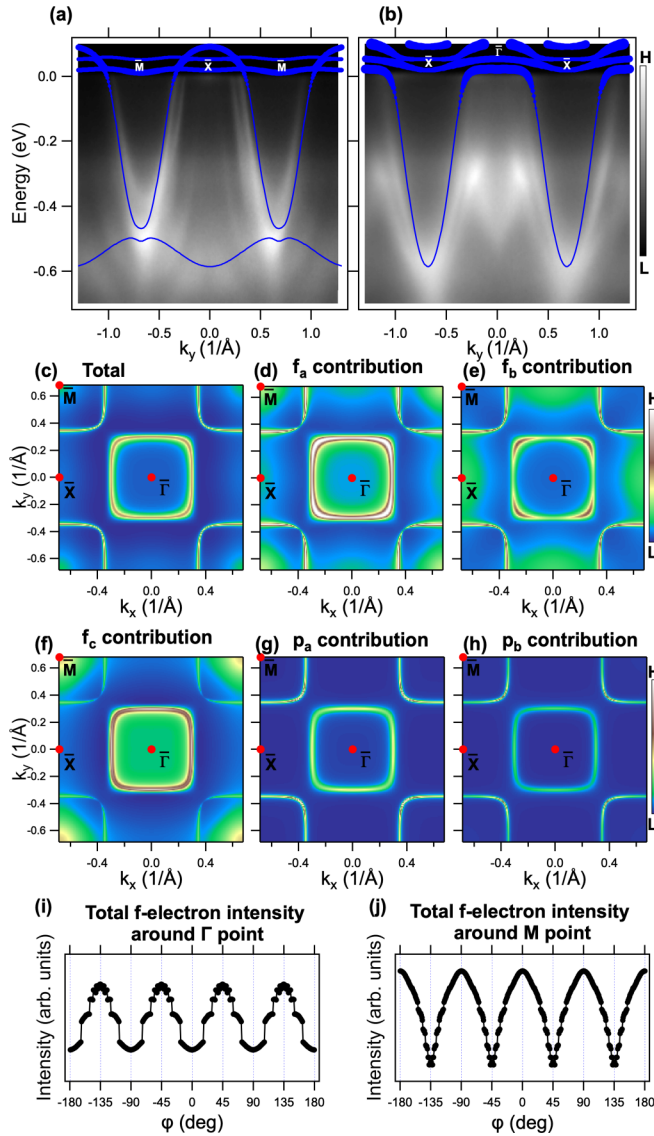 (a)
(b)
M̅
X̅
M̅
X̅
Γ̅
X̅
H
L
0.0
-0.2
-0.4
-0.6
Energy (eV)
-1.0
-0.5
0.0
0.5
1.0
-1.0
-0.5
0.0
0.5
1.0
ky (1/Å)
ky (1/Å)
(c) Total
(d) fa contribution
(e) fb contribution
M̅
M̅
M̅
H
L
0.6
0.4
0.2
0.0
-0.2
-0.4
-0.6
ky (1/Å)
X̅
Γ̅
X̅
Γ̅
X̅
Γ̅
-0.4
0.0
0.4
-0.4
0.0
0.4
-0.4
0.0
0.4
kx (1/Å)
kx (1/Å)
kx (1/Å)
(f) fc contribution
(g) pa contribution
(h) pb contribution
M̅
M̅
M̅
H
L
0.6
0.4
0.2
0.0
-0.2
-0.4
-0.6
ky (1/Å)
X̅
Γ̅
X̅
Γ̅
X̅
Γ̅
-0.4
0.0
0.4
-0.4
0.0
0.4
-0.4
0.0
0.4
kx (1/Å)
kx (1/Å)
kx (1/Å)
(i)
Total f-electron intensity
around Γ point
(j)
Total f-electron intensity
around M point
Intensity (arb. units)
Intensity (arb. units)
-180 -135 -90 -45 0 45 90 135 180
-180 -135 -90 -45 0 45 90 135 180
φ (deg)
φ (deg)